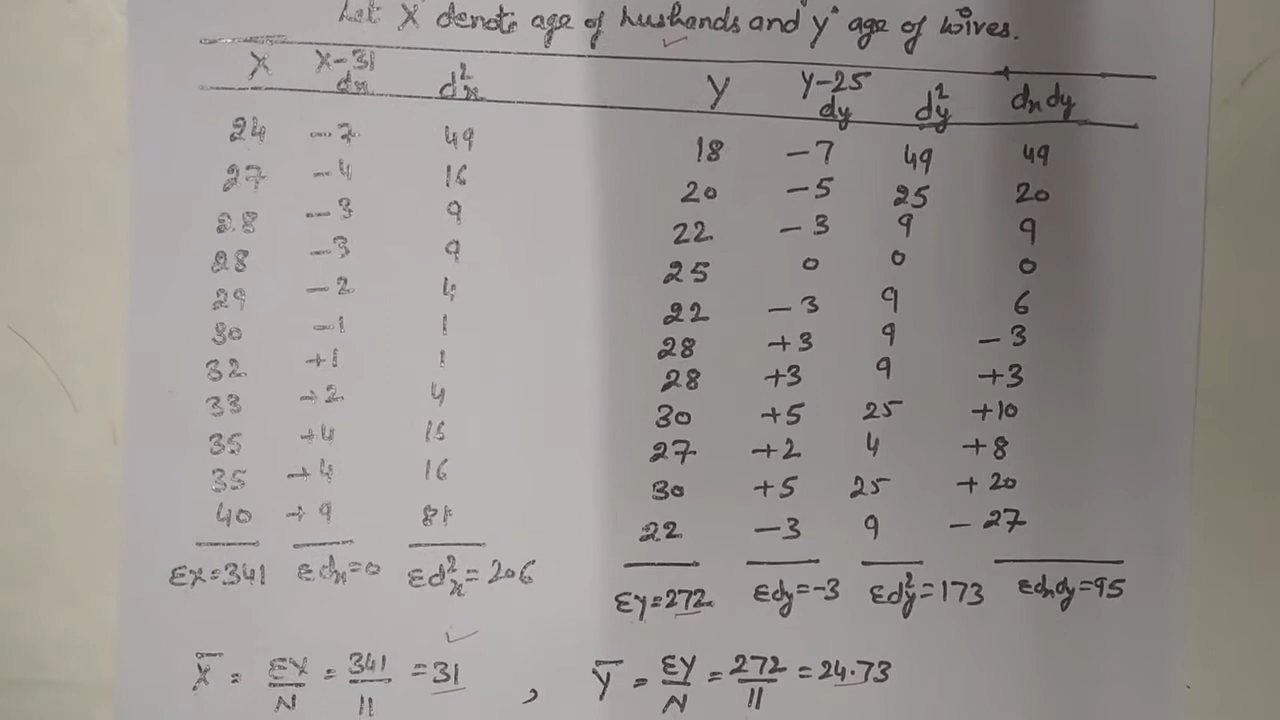 Let X denote age of husbands and Y age of wives.
X X-31 dx d²x Y Y-25 dy d²y dxdy
24 -7 49 18 -7 49 49
27 -4 16 20 -5 25 20
28 -3 9 22 -3 9 9
28 -3 9 25 0 0 0
29 -2 4 22 -3 9 6
30 -1 1 28 +3 9 -3
32 +1 1 28 +3 9 +3
33 +2 4 30 +5 25 +10
35 +4 16 27 +2 4 +8
35 +4 16 30 +5 25 +20
40 +9 81 22 -3 9 -27
ΣX=341 Σdx=0 Σd²x=206 ΣY=272 Σdy=-3 Σd²y=173 Σdxdy=95
X̄ = ΣX/N = 341/11 = 31 , Ȳ = ΣY/N = 272/11 = 24.73